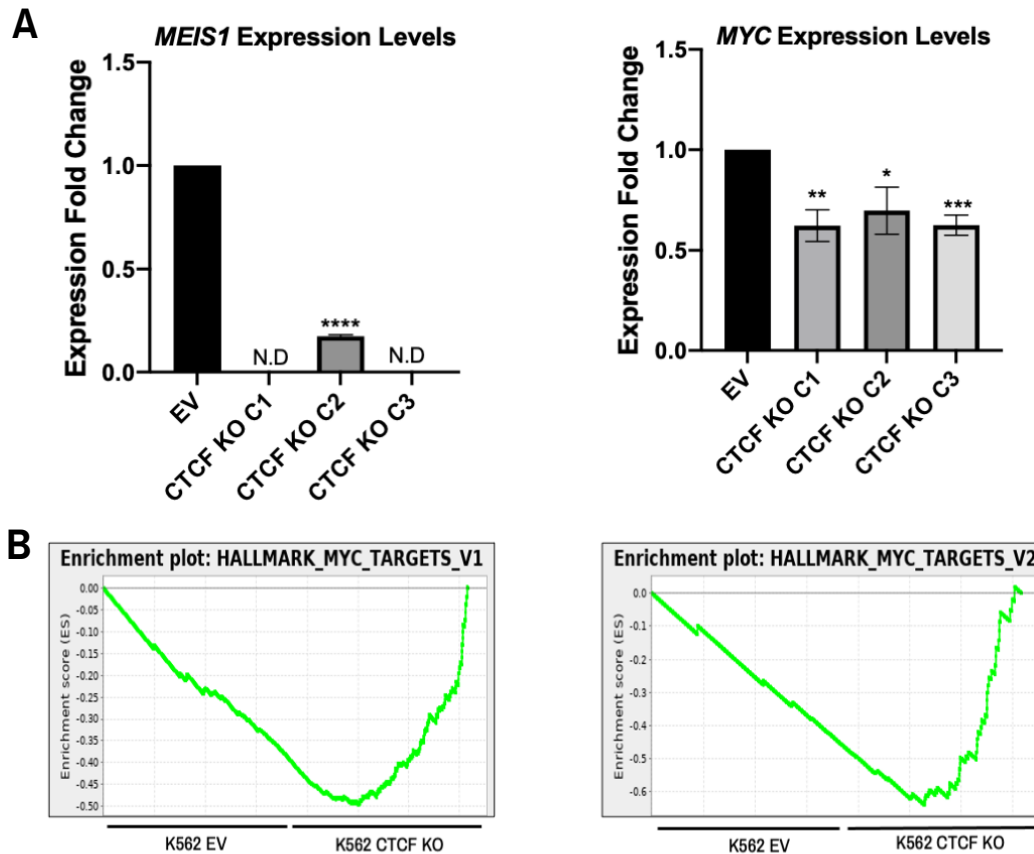 A
MEIS1 Expression Levels
Expression Fold Change
1.5
1.0
0.5
0.0
N.D
****
N.D
EV
CTCF KO C1
CTCF KO C2
CTCF KO C3
MYC Expression Levels
Expression Fold Change
1.5
1.0
0.5
0.0
**
*
***
EV
CTCF KO C1
CTCF KO C2
CTCF KO C3
B
Enrichment plot: HALLMARK_MYC_TARGETS_V1
Enrichment score (ES)
0.00
-0.05
-0.10
-0.15
-0.20
-0.25
-0.30
-0.35
-0.40
-0.45
-0.50
K562 EV
K562 CTCF KO
Enrichment plot: HALLMARK_MYC_TARGETS_V2
Enrichment score (ES)
0.0
-0.1
-0.2
-0.3
-0.4
-0.5
-0.6
K562 EV
K562 CTCF KO